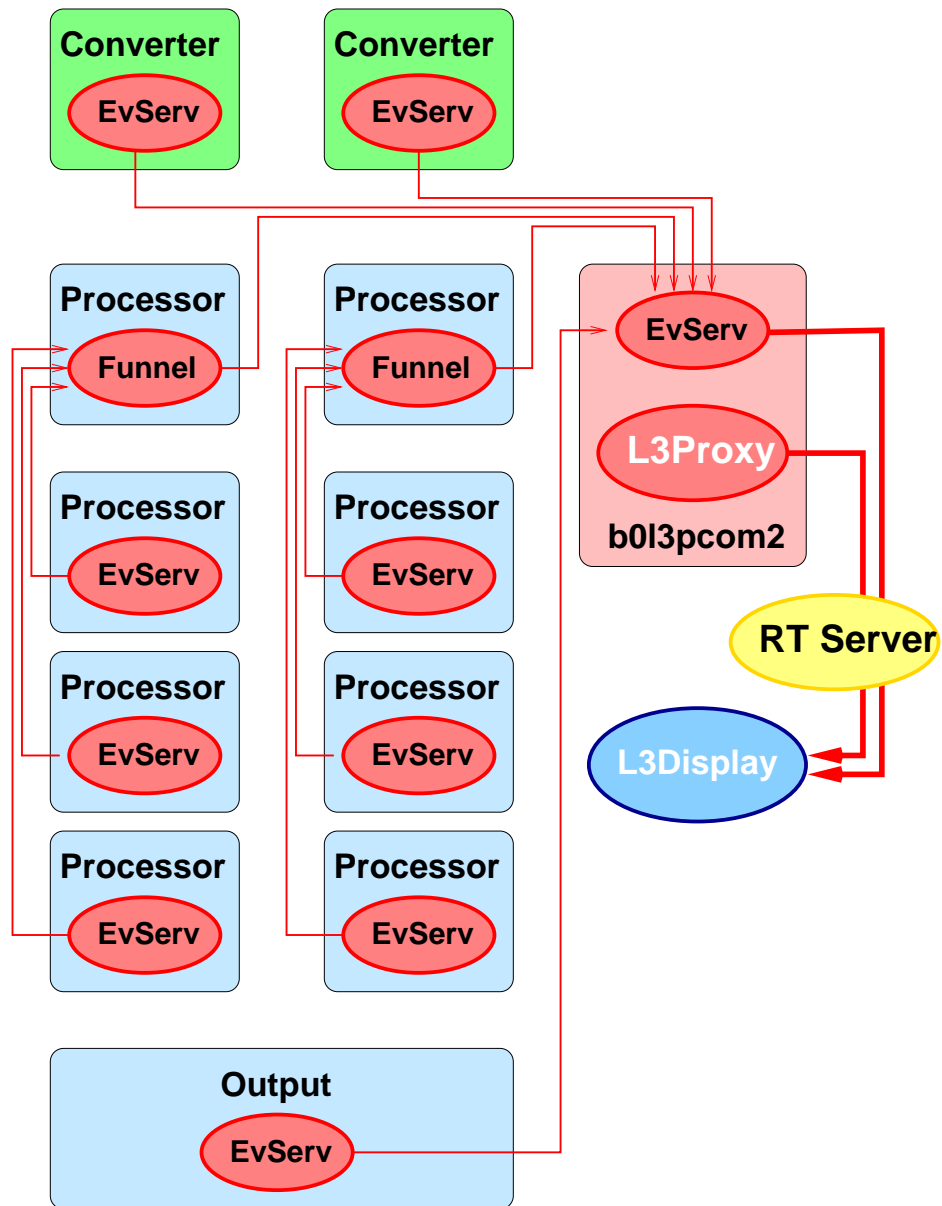 Converter
EvServ
Converter
EvServ
Processor
Funnel
Processor
Funnel
EvServ
L3Proxy
b0l3pcom2
Processor
EvServ
Processor
EvServ
RT Server
Processor
EvServ
Processor
EvServ
L3Display
Processor
EvServ
Processor
EvServ
Output
EvServ